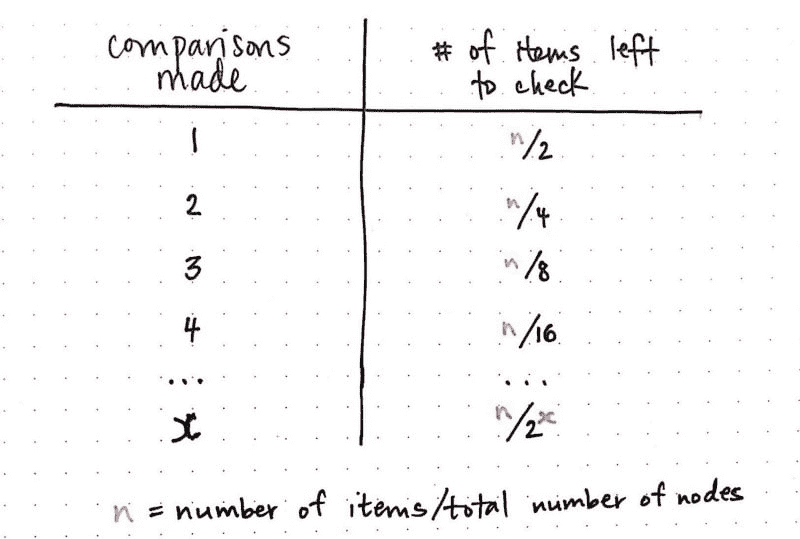 comparisons made
# of items left to check
1 n/2
2 n/4
3 n/8
4 n/16
... ...
x n/2^x
n = number of items/total number of nodes